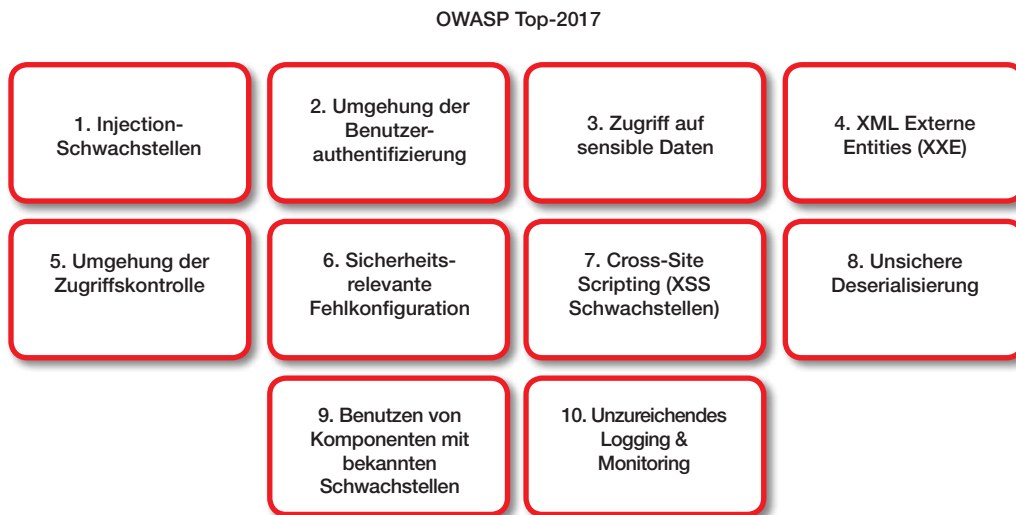 OWASP Top-2017
1. Injection-
Schwachstellen
2. Umgehung der
Benutzer-
authentifizierung
3. Zugriff auf
sensible Daten
4. XML Externe
Entities (XXE)
5. Umgehung der
Zugriffskontrolle
6. Sicherheits-
relevante
Fehlkonfiguration
7. Cross-Site
Scripting (XSS
Schwachstellen)
8. Unsichere
Deserialisierung
9. Benutzen von
Komponenten mit
bekannten
Schwachstellen
10. Unzureichendes
Logging &
Monitoring